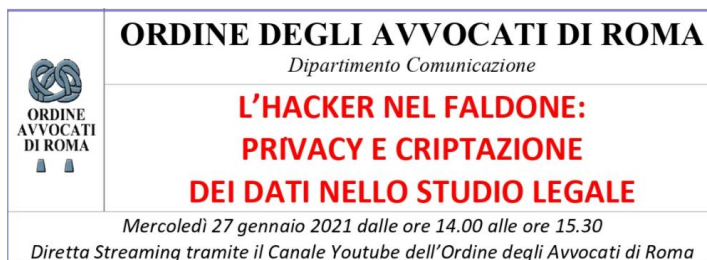 ORDINE DEGLI AVVOCATI DI ROMA
Dipartimento Comunicazione
ORDINE
AVVOCATI
DI ROMA
L'HACKER NEL FALDONE:
PRIVACY E CRIPTAZIONE
DEI DATI NELLO STUDIO LEGALE
Mercoledì 27 gennaio 2021 dalle ore 14.00 alle ore 15.30
Diretta Streaming tramite il Canale Youtube dell'Ordine degli Avvocati di Roma